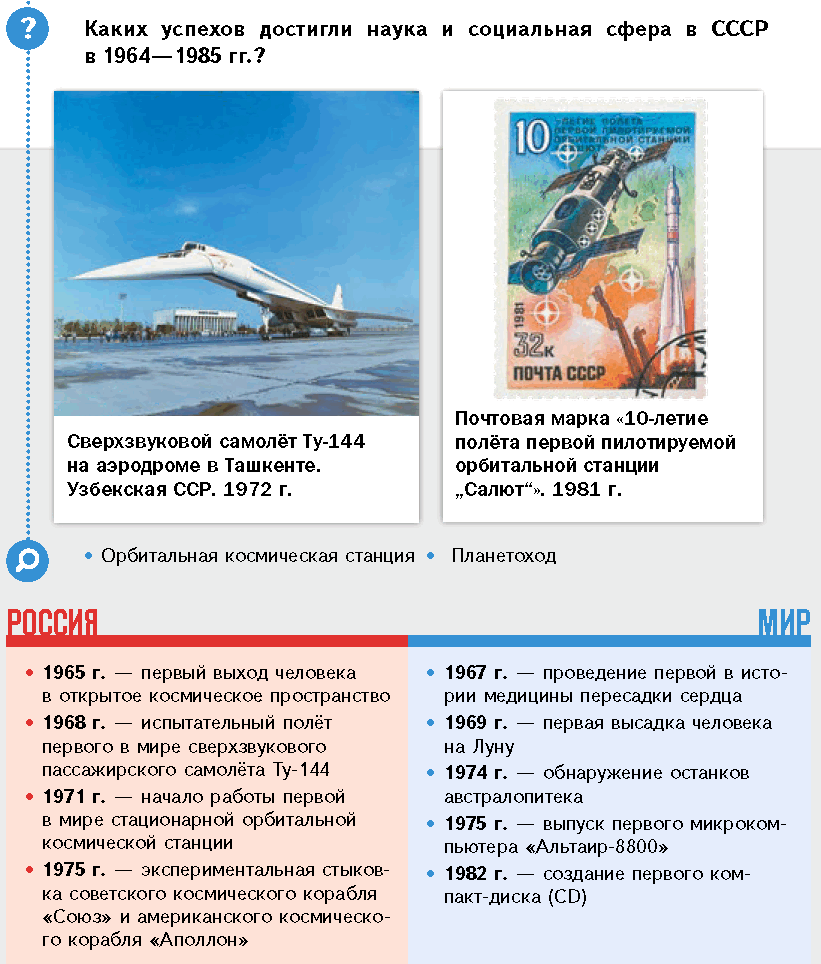 ?
Каких успехов достигли наука и социальная сфера в СССР
в 1964—1985 гг.?
10 -ЛЕТИЕ ПОЛЁТА
ПЕРВОЙ ПИЛОТИРУЕМОЙ
ОРБИТАЛЬНОЙ СТАНЦИИ
1981
32к
ПОЧТА СССР
Сверхзвуковой самолёт Ту-144
на аэродроме в Ташкенте.
Узбекская ССР. 1972 г.
Почтовая марка «10-летие
полёта первой пилотируемой
орбитальной станции
„Салют“». 1981 г.
• Орбитальная космическая станция • Планетоход
РОССИЯ
• 1965 г. — первый выход человека
в открытое космическое пространство
• 1968 г. — испытательный полёт
первого в мире сверхзвукового
пассажирского самолёта Ту-144
• 1971 г. — начало работы первой
в мире стационарной орбитальной
космической станции
• 1975 г. — экспериментальная стыков-
ка советского космического корабля
«Союз» и американского космическо-
го корабля «Аполлон»
МИР
• 1967 г. — проведение первой в исто-
рии медицины пересадки сердца
• 1969 г. — первая высадка человека
на Луну
• 1974 г. — обнаружение останков
австралопитека
• 1975 г. — выпуск первого микроком-
пьютера «Альтаир-8800»
• 1982 г. — создание первого ком-
пакт-диска (CD)